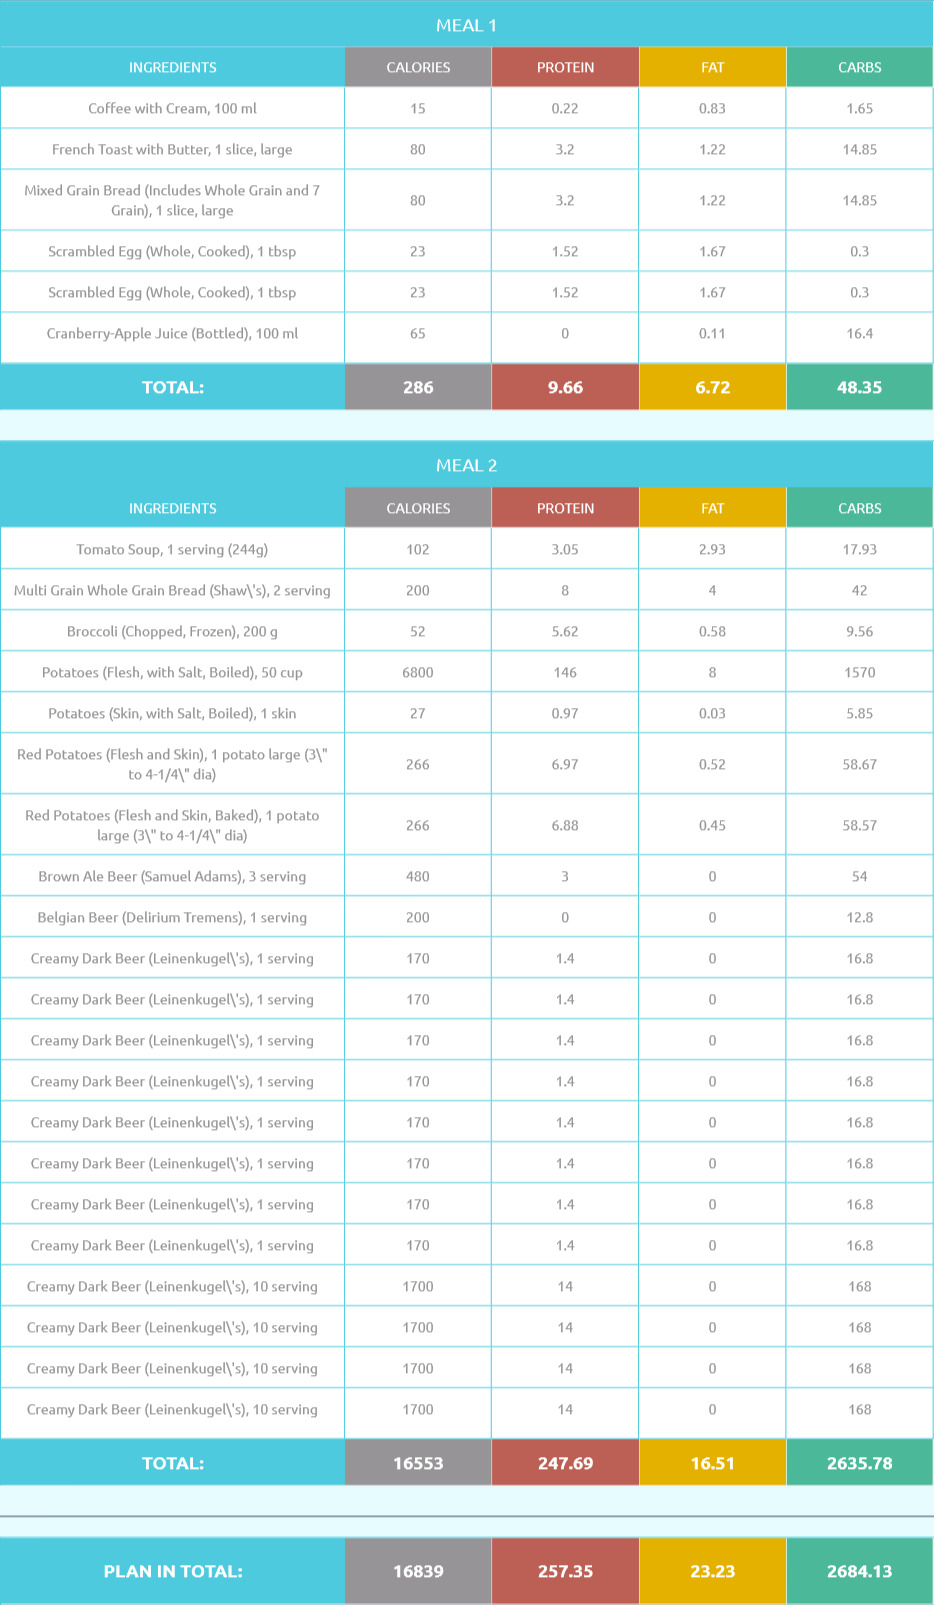 MEAL 1
INGREDIENTS CALORIES PROTEIN FAT CARBS
Coffee with Cream, 100 ml 15 0.22 0.83 1.65
French Toast with Butter, 1 slice, large 80 3.2 1.22 14.85
Mixed Grain Bread (Includes Whole Grain and 7
Grain), 1 slice, large 80 3.2 1.22 14.85
Scrambled Egg (Whole, Cooked), 1 tbsp 23 1.52 1.67 0.3
Scrambled Egg (Whole, Cooked), 1 tbsp 23 1.52 1.67 0.3
Cranberry-Apple Juice (Bottled), 100 ml 65 0 0.11 16.4
TOTAL: 286 9.66 6.72 48.35
MEAL 2
INGREDIENTS CALORIES PROTEIN FAT CARBS
Tomato Soup, 1 serving (244g) 102 3.05 2.93 17.93
Multi Grain Whole Grain Bread (Shaw\'s), 2 serving 200 8 4 42
Broccoli (Chopped, Frozen), 200 g 52 5.62 0.58 9.56
Potatoes (Flesh, with Salt, Boiled), 50 cup 6800 146 8 1570
Potatoes (Skin, with Salt, Boiled), 1 skin 27 0.97 0.03 5.85
Red Potatoes (Flesh and Skin), 1 potato large (3\"
to 4-1/4\" dia) 266 6.97 0.52 58.67
Red Potatoes (Flesh and Skin, Baked), 1 potato
large (3\" to 4-1/4\" dia) 266 6.88 0.45 58.57
Brown Ale Beer (Samuel Adams), 3 serving 480 3 0 54
Belgian Beer (Delirium Tremens), 1 serving 200 0 0 12.8
Creamy Dark Beer (Leinenkugel\'s), 1 serving 170 1.4 0 16.8
Creamy Dark Beer (Leinenkugel\'s), 1 serving 170 1.4 0 16.8
Creamy Dark Beer (Leinenkugel\'s), 1 serving 170 1.4 0 16.8
Creamy Dark Beer (Leinenkugel\'s), 1 serving 170 1.4 0 16.8
Creamy Dark Beer (Leinenkugel\'s), 1 serving 170 1.4 0 16.8
Creamy Dark Beer (Leinenkugel\'s), 1 serving 170 1.4 0 16.8
Creamy Dark Beer (Leinenkugel\'s), 1 serving 170 1.4 0 16.8
Creamy Dark Beer (Leinenkugel\'s), 1 serving 170 1.4 0 16.8
Creamy Dark Beer (Leinenkugel\'s), 10 serving 1700 14 0 168
Creamy Dark Beer (Leinenkugel\'s), 10 serving 1700 14 0 168
Creamy Dark Beer (Leinenkugel\'s), 10 serving 1700 14 0 168
Creamy Dark Beer (Leinenkugel\'s), 10 serving 1700 14 0 168
TOTAL: 16553 247.69 16.51 2635.78
PLAN IN TOTAL: 16839 257.35 23.23 2684.13